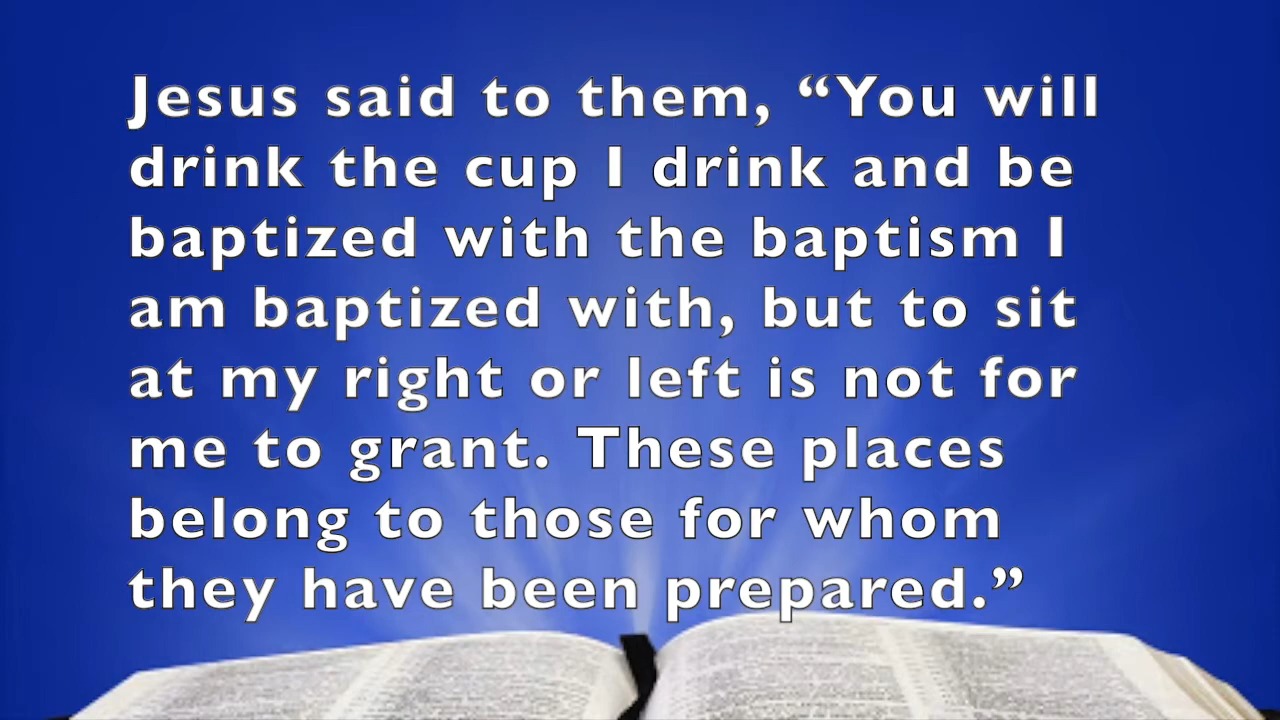 Jesus said to them, “You will
drink the cup I drink and be
baptized with the baptism I
am baptized with, but to sit
at my right or left is not for
me to grant. These places
belong to those for whom
they have been prepared.”